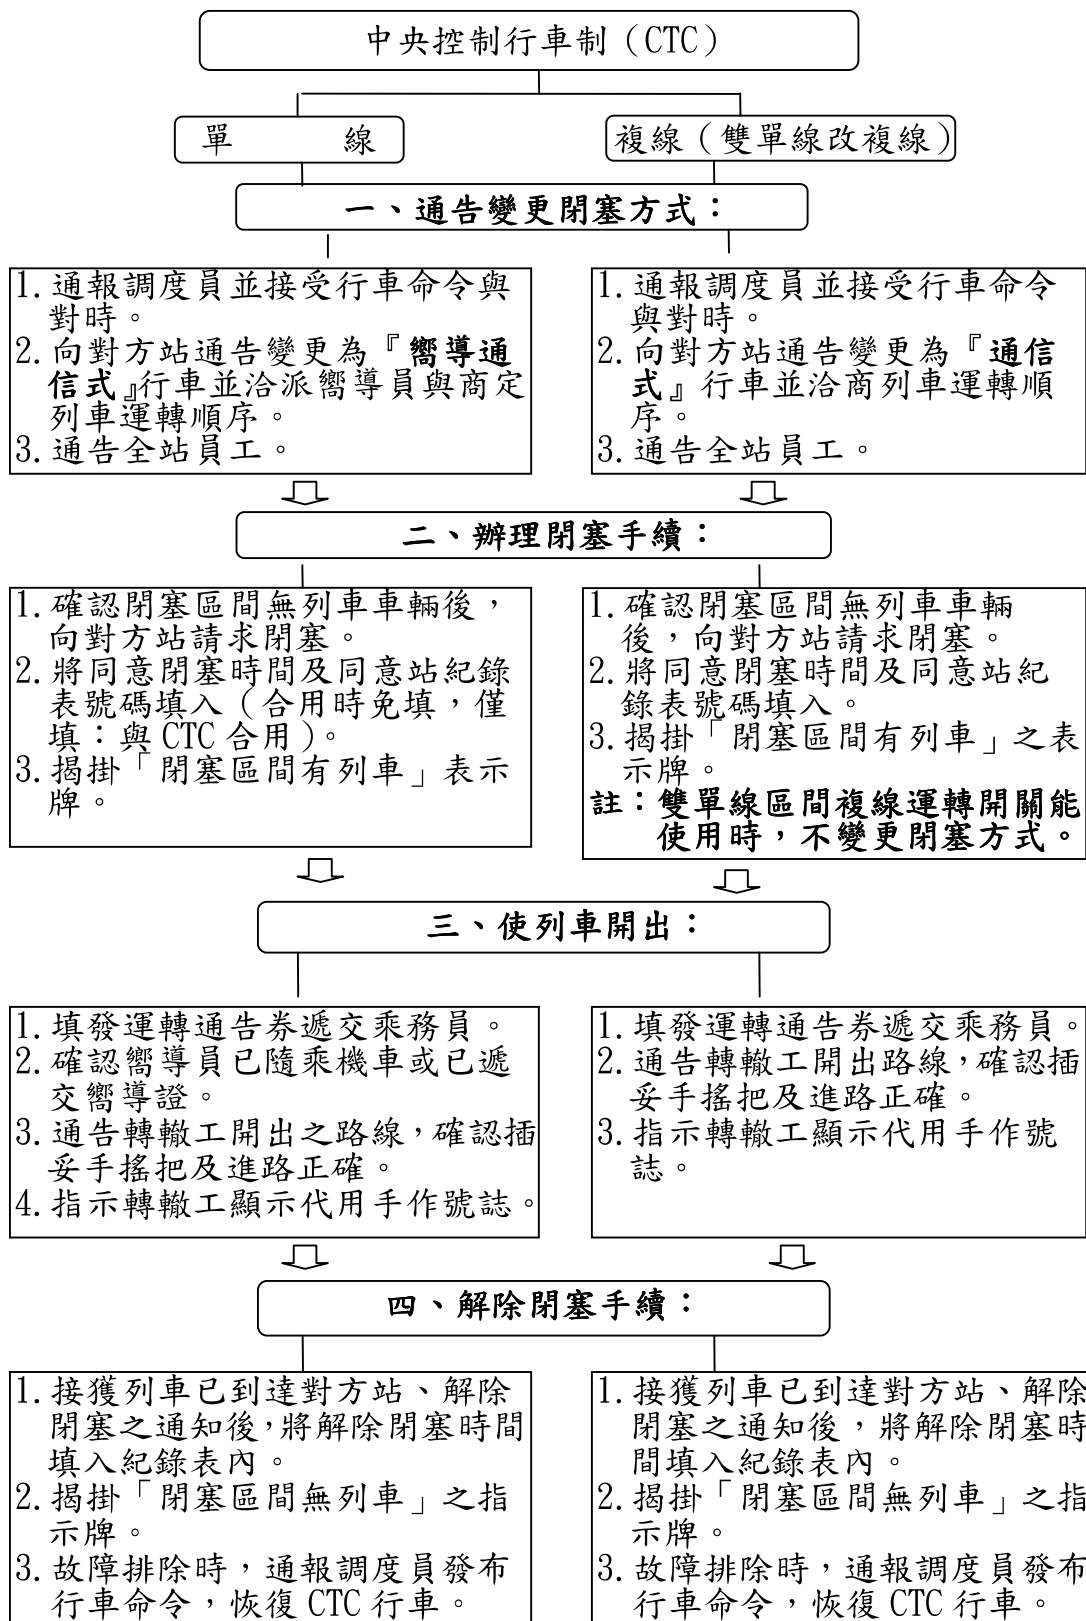 中央控制行車制（CTC）
單　　線
複線（雙單線改複線）
一、通告變更閉塞方式：
1.通報調度員並接受行車命令與
對時。
2.向對方站通告變更為『嚮導通
信式』行車並洽派嚮導員與商定
列車運轉順序。
3.通告全站員工。
1.通報調度員並接受行車命令
與對時。
2.向對方站通告變更為『通信
式』行車並洽商列車運轉順
序。
3.通告全站員工。
二、辦理閉塞手續：
1.確認閉塞區間無列車車輛後，
向對方站請求閉塞。
2.將同意閉塞時間及同意站紀錄
表號碼填入（合用時免填，僅
填：與 CTC 合用）。
3.揭掛「閉塞區間有列車」表示
牌。
1.確認閉塞區間無列車車輛
後，向對方站請求閉塞。
2.將同意閉塞時間及同意站紀
錄表號碼填入。
3.揭掛「閉塞區間有列車」之表
示牌。
註：雙單線區間複線運轉開關能
使用時，不變更閉塞方式。
三、使列車開出：
1.填發運轉通告券遞交乘務員。
2.確認嚮導員已隨乘機車或已遞
交嚮導證。
3.通告轉轍工開出之路線，確認插
妥手搖把及進路正確。
4.指示轉轍工顯示代用手作號誌。
1.填發運轉通告券遞交乘務員。
2.通告轉轍工開出路線，確認插
妥手搖把及進路正確。
3.指示轉轍工顯示代用手作號
誌。
四、解除閉塞手續：
1.接獲列車已到達對方站、解除
閉塞之通知後，將解除閉塞時間
填入紀錄表內。
2.揭掛「閉塞區間無列車」之指
示牌。
3.故障排除時，通報調度員發布
行車命令，恢復 CTC 行車。
1.接獲列車已到達對方站、解除
閉塞之通知後，將解除閉塞時
間填入紀錄表內。
2.揭掛「閉塞區間無列車」之指
示牌。
3.故障排除時，通報調度員發布
行車命令，恢復 CTC 行車。